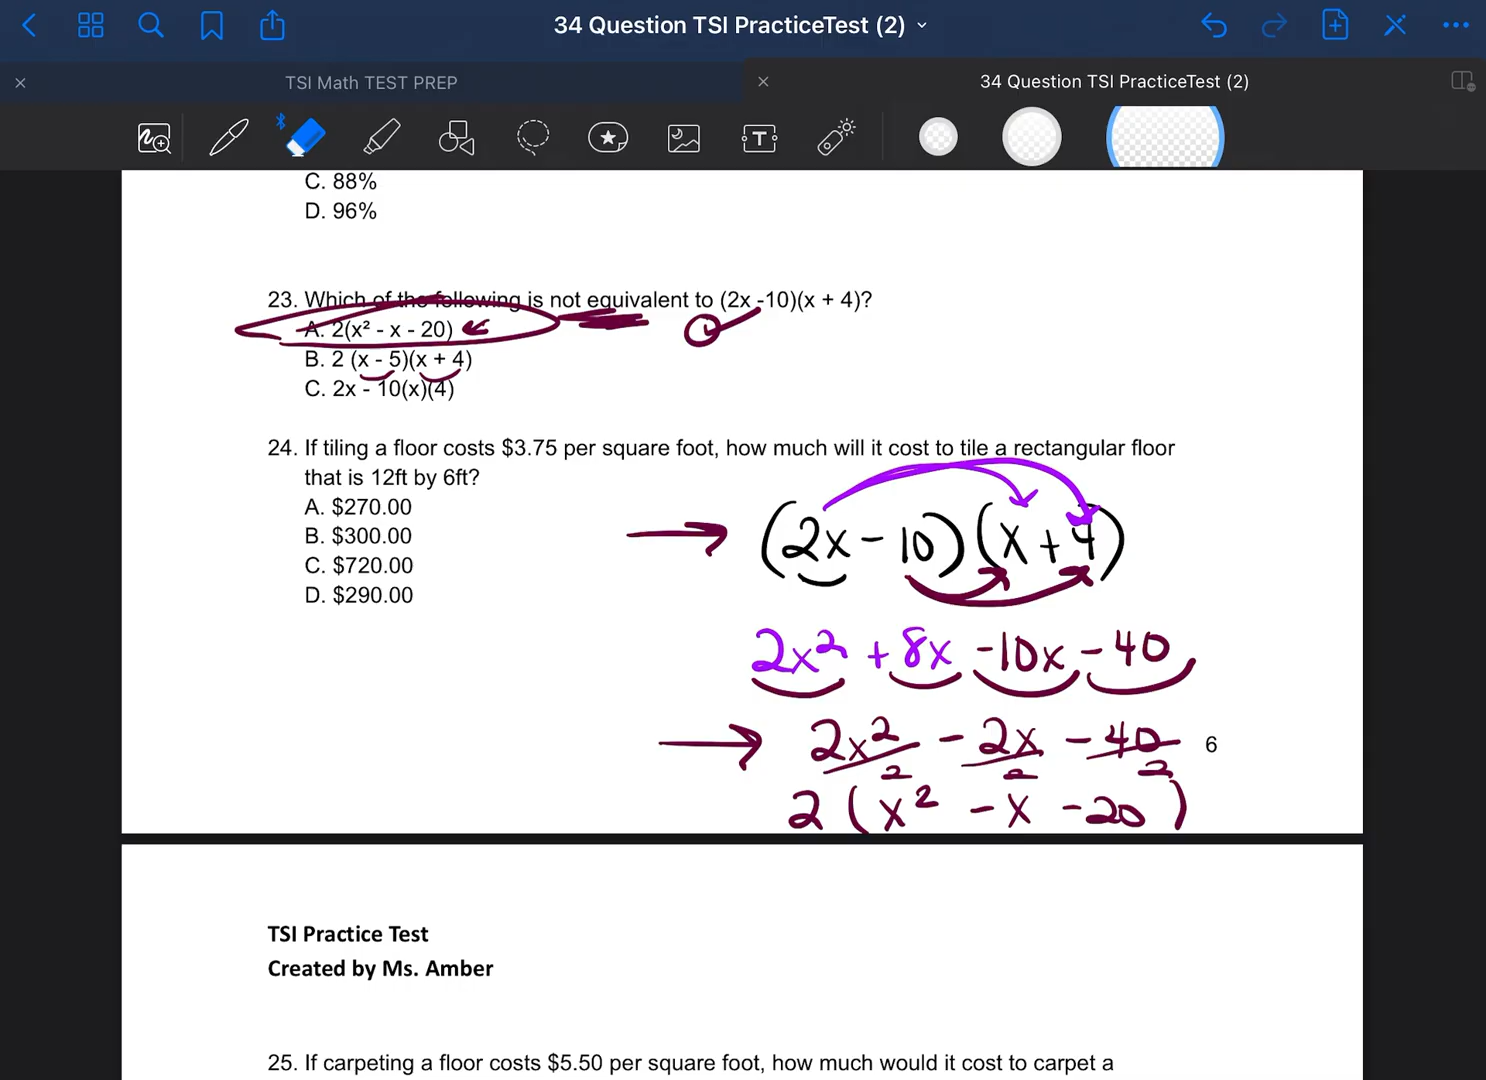 34 Question TSI PracticeTest (2)
TSI Math TEST PREP
34 Question TSI PracticeTest (2)
T
C. 88%
D. 96%
23. Which of the following is not equivalent to (2x -10)(x + 4)?
A. 2(x² - x - 20)
B. 2 (x - 5)(x + 4)
C. 2x - 10(x)(4)
24. If tiling a floor costs $3.75 per square foot, how much will it cost to tile a rectangular floor
that is 12ft by 6ft?
A. $270.00
B. $300.00
C. $720.00
D. $290.00
(2x - 10)(x + 4)
2x² + 8x - 10x - 40
2x²/2 - 2x/2 - 40/2
6
2 (x² - x - 20)
TSI Practice Test
Created by Ms. Amber
25. If carpeting a floor costs $5.50 per square foot, how much would it cost to carpet a